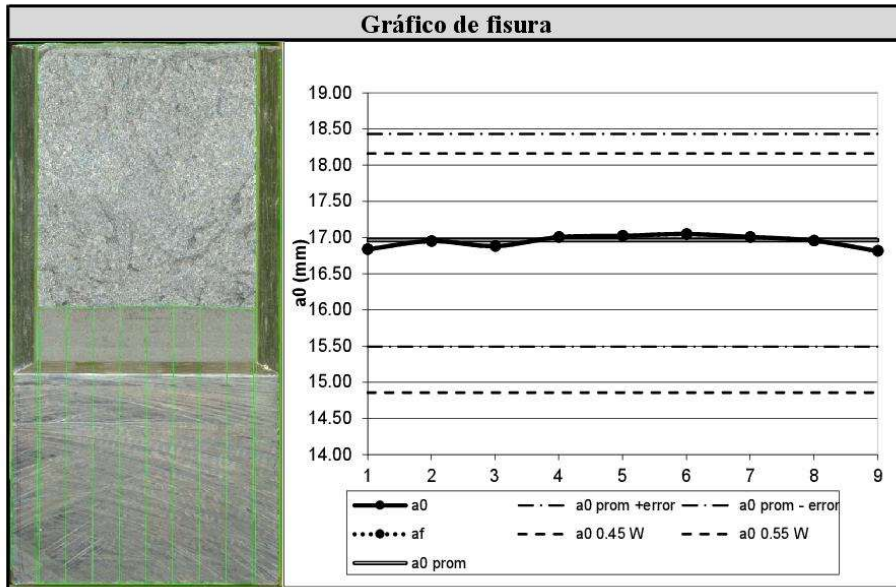 Gráfico de fisura
19.00
18.50
18.00
17.50
17.00
16.50
16.00
15.50
15.00
14.50
14.00
a0 (mm)
1 2 3 4 5 6 7 8 9
a0 a0 prom +error a0 prom - error
af a0 0.45 W a0 0.55 W
a0 prom